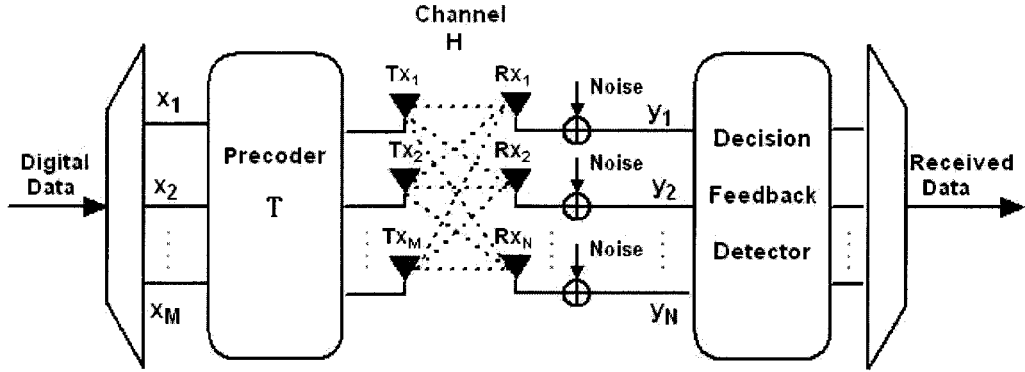 Channel
H
Digital
Data
x1
x2
xM
Precoder
T
Tx1
Tx2
TxM
Rx1
Rx2
RxN
Noise
Noise
Noise
y1
y2
yN
Decision
Feedback
Detector
Received
Data